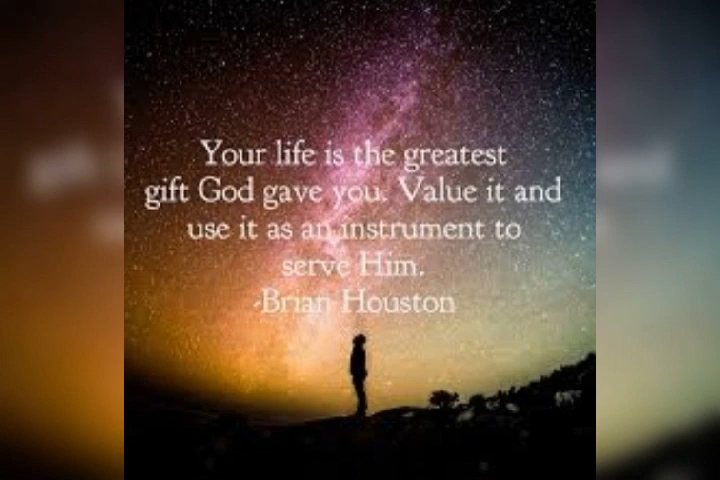 Your life is the greatest
gift God gave you. Value it and
use it as an instrument to
serve Him.
-Brian Houston